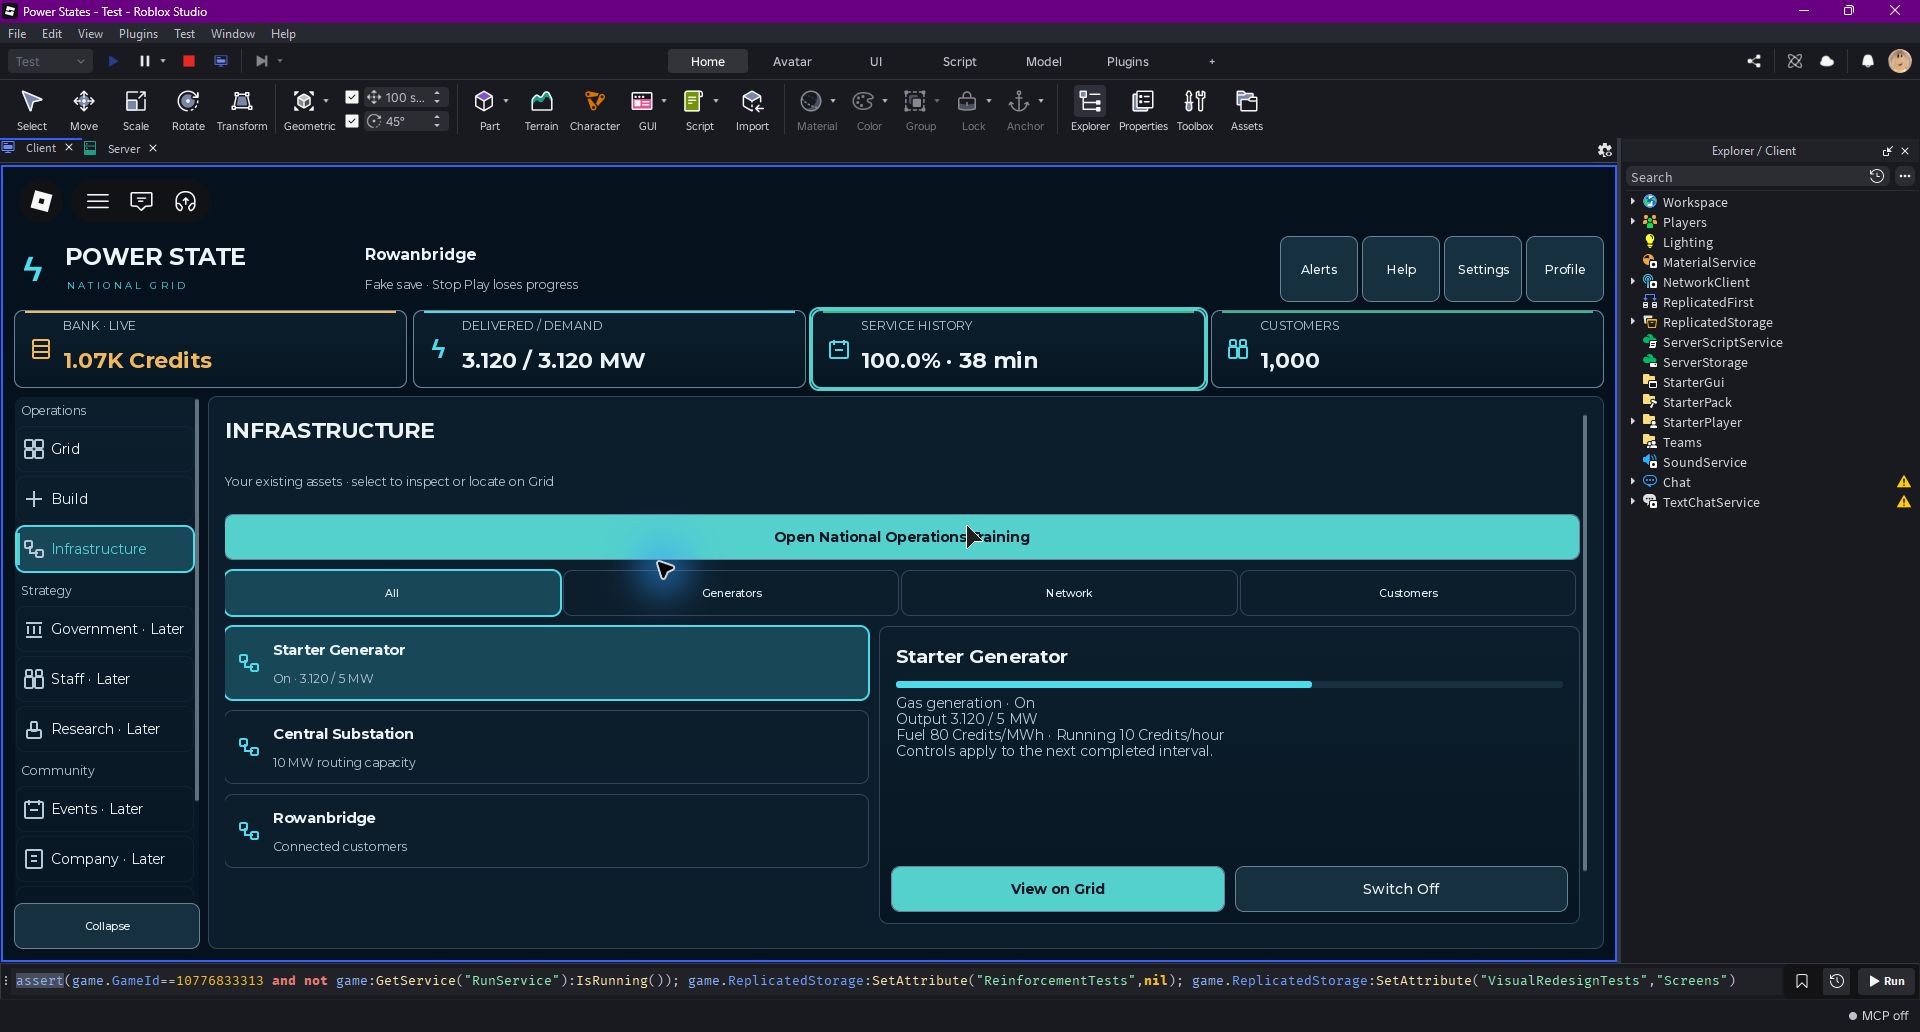 Power States - Test - Roblox Studio
File Edit View Plugins Test Window Help
Test
Home Avatar UI Script Model Plugins +
100 s...
45°
Select Move Scale Rotate Transform Geometric Part Terrain Character GUI Script Import Material Color Group Lock Anchor Explorer Properties Toolbox Assets
Client Server
Explorer / Client
Search
Workspace
Players
Lighting
MaterialService
NetworkClient
ReplicatedFirst
ReplicatedStorage
ServerScriptService
ServerStorage
StarterGui
StarterPack
StarterPlayer
Teams
SoundService
Chat
TextChatService
POWER STATE
NATIONAL GRID
Rowanbridge
Fake save · Stop Play loses progress
Alerts Help Settings Profile
BANK · LIVE
1.07K Credits
DELIVERED / DEMAND
3.120 / 3.120 MW
SERVICE HISTORY
100.0% · 38 min
CUSTOMERS
1,000
Operations
Grid
Build
Infrastructure
Strategy
Government · Later
Staff · Later
Research · Later
Community
Events · Later
Company · Later
Collapse
INFRASTRUCTURE
Your existing assets · select to inspect or locate on Grid
Open National Operations
All Generators Network Customers
Starter Generator
On · 3.120 / 5 MW
Central Substation
10 MW routing capacity
Rowanbridge
Connected customers
Starter Generator
Gas generation · On
Output 3.120 / 5 MW
Fuel 80 Credits/MWh · Running 10 Credits/hour
Controls apply to the next completed interval.
View on Grid Switch Off
assert(game.GameId==10776833313 and not game:GetService("RunService"):IsRunning()); game.ReplicatedStorage:SetAttribute("ReinforcementTests",nil); game.ReplicatedStorage:SetAttribute("VisualRedesignTests","Screens")
Run
MCP off